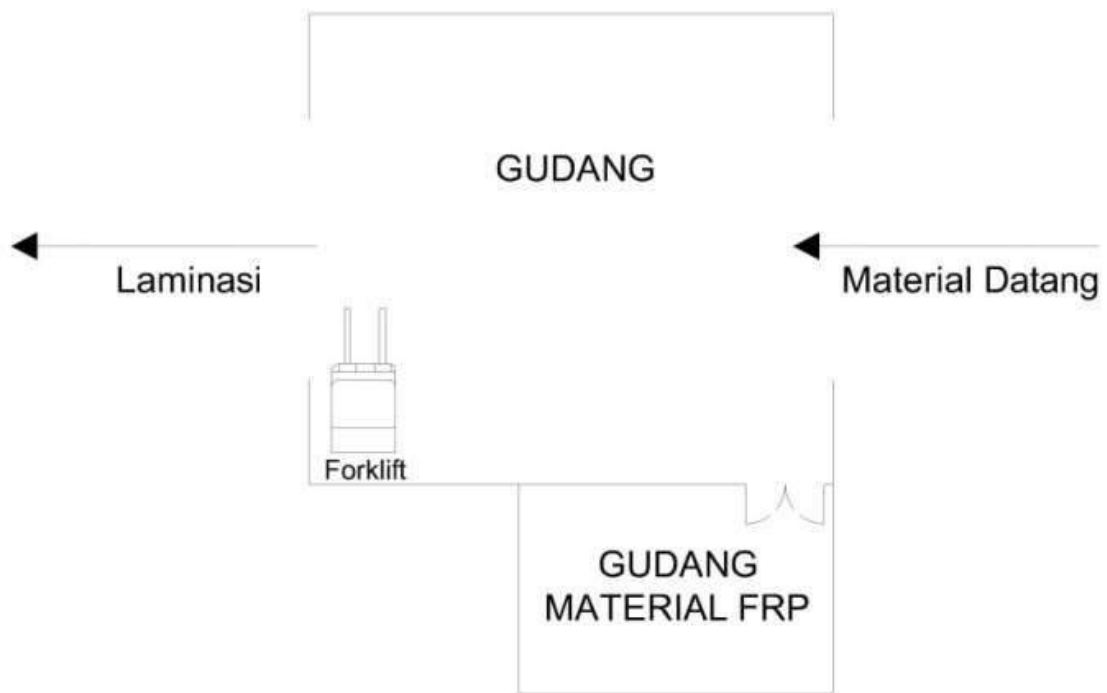 GUDANG
Laminasi
Material Datang
Forklift
GUDANG
MATERIAL FRP